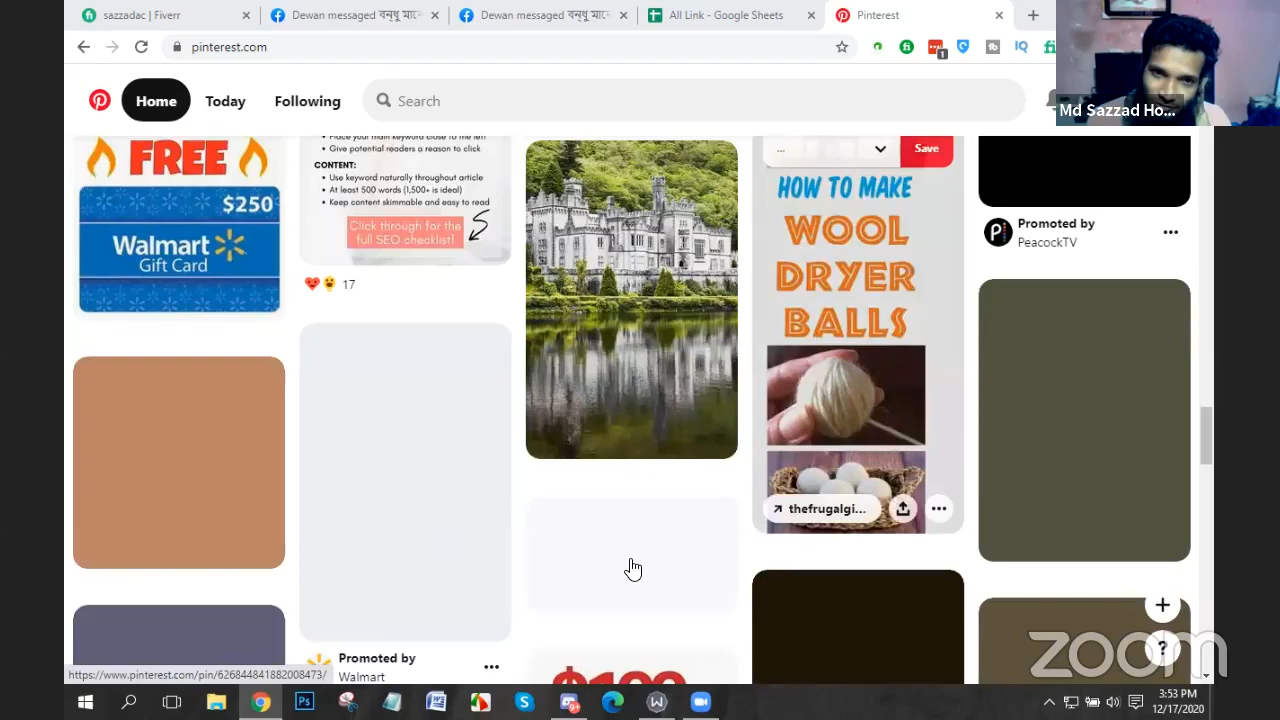 sazzadac | Fiverr
Dewan messaged বন্ধু মানে
Dewan messaged বন্ধু মানে
All Link - Google Sheets
Pinterest
pinterest.com
1
Home
Today
Following
Search
Md Sazzad Ho...
FREE
$250
Walmart
Gift Card
Place your main keyword close to the left
Give potential readers a reason to click
CONTENT:
Use keyword naturally throughout article
At least 500 words (1,500+ is ideal)
Keep content skimmable and easy to read
Click through for the
full SEO checklist!
17
...
Save
HOW TO MAKE
WOOL
DRYER
BALLS
thefrugalgi...
Promoted by
PeacockTV
Promoted by
Walmart
https://www.pinterest.com/pin/626844841882008473/
zoom
3:53 PM
12/17/2020